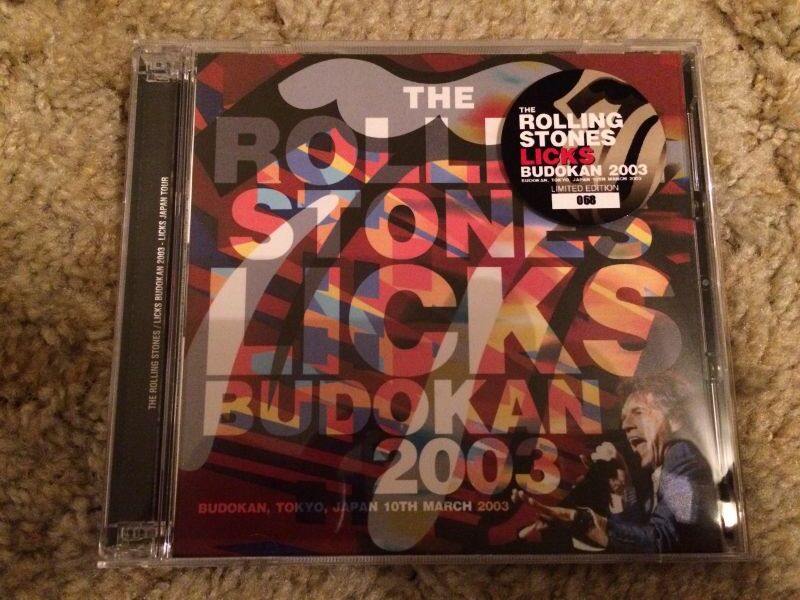 THE
ROLLING
STONES
LICKS
BUDOKAN
2003
BUDOKAN, TOKYO, JAPAN 10TH MARCH 2003
THE
ROLLING
STONES
LICKS
BUDOKAN 2003
BUDOKAN, TOKYO, JAPAN 10TH MARCH 2003
LIMITED EDITION
068
THE ROLLING STONES / LICKS BUDOKAN 2003 - LICKS JAPAN TOUR